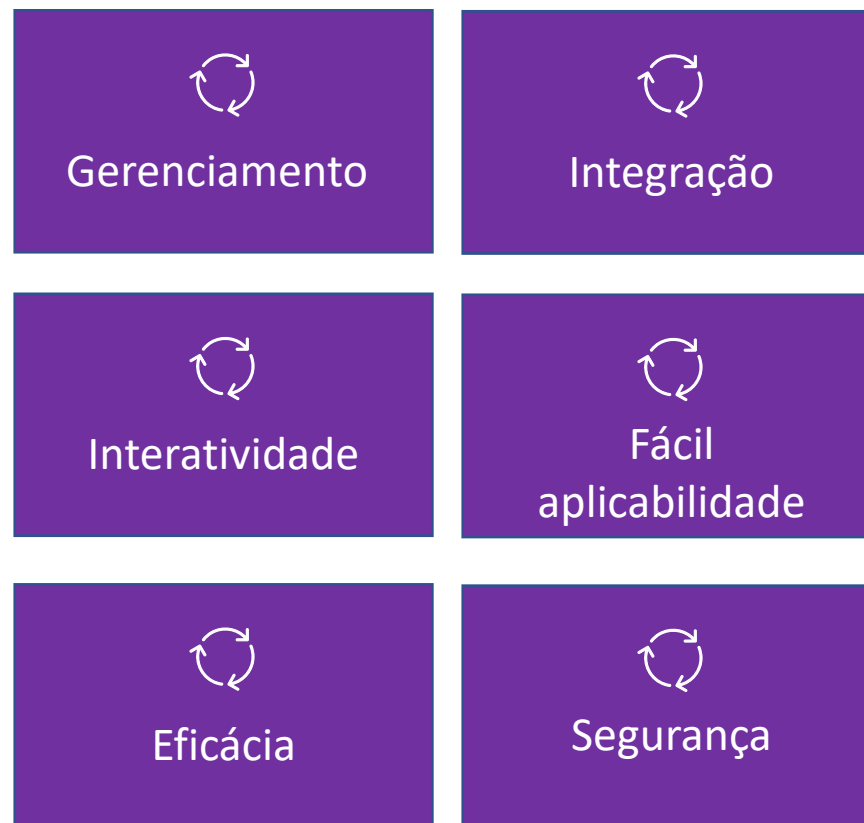 Gerenciamento
Integração
Interatividade
Fácil
aplicabilidade
Eficácia
Segurança